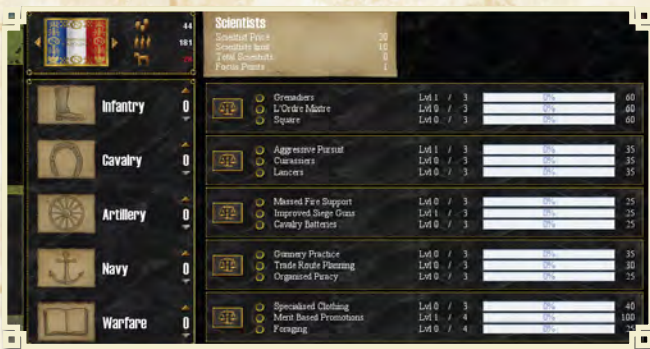 44
181
28
Scientists
Scientist Price 20
Scientists limit 10
Total Scientists 0
Focus Points 1
Infantry 0
Grenadiers Lvl 1 / 3 0% 60
L'Ordre Mixtre Lvl 0 / 3 0% 60
Square Lvl 0 / 3 0% 60
Cavalry 0
Aggressive Pursuit Lvl 1 / 3 0% 35
Cuirassiers Lvl 0 / 3 0% 35
Lancers Lvl 0 / 3 0% 35
Artillery 0
Massed Fire Support Lvl 0 / 3 0% 25
Improved Siege Guns Lvl 1 / 3 0% 25
Cavalry Batteries Lvl 0 / 3 0% 25
Navy 0
Gunnery Practice Lvl 0 / 3 0% 35
Trade Route Planning Lvl 0 / 3 0% 30
Organised Piracy Lvl 0 / 3 0% 25
Warfare 0
Specialised Clothing Lvl 0 / 4 0% 40
Merit Based Promotions Lvl 1 / 4 0% 100
Foraging Lvl 0 / 4 0% 25